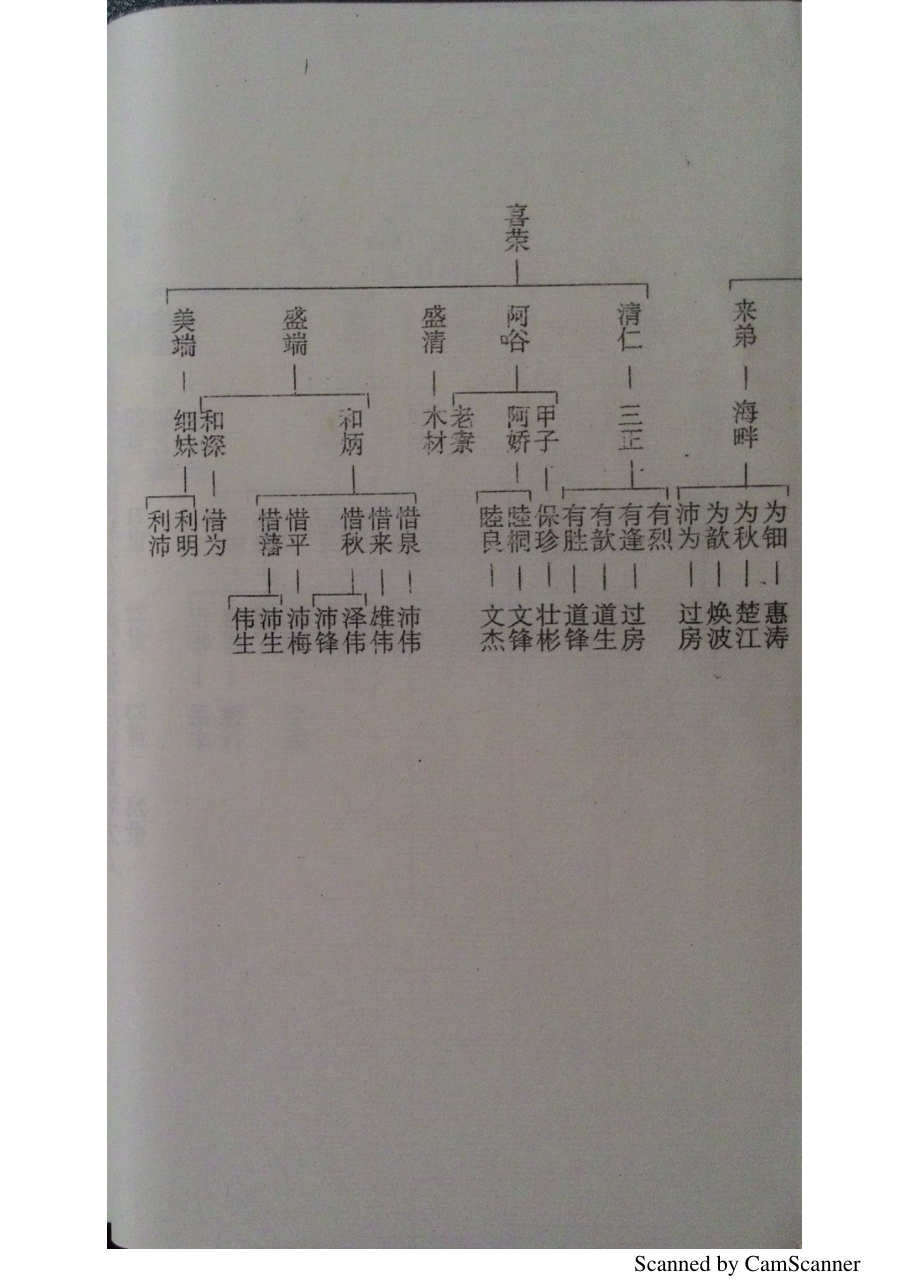 喜荣
来弟
清仁
阿谷
盛清
盛端
美端
海畔
三正
甲子
阿娇
老寮
木材
和炳
和深
细妹
为钿
为秋
为歆
沛为
有烈
有逢
有歆
有胜
保珍
睦桐
睦良
惜泉
惜来
惜秋
惜平
惜藩
惜为
利明
利沛
惠涛
楚江
焕波
过房
过房
道生
道锋
壮彬
文锋
文杰
沛伟
雄伟
泽伟
沛锋
沛梅
沛生
伟生
Scanned by CamScanner